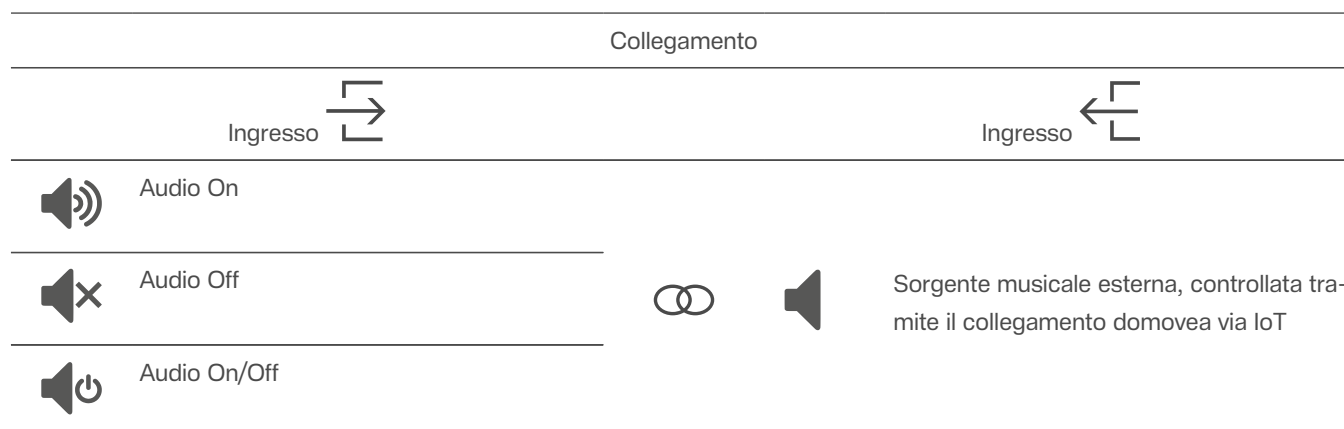 Collegamento
Ingresso
Ingresso
Audio On
Audio Off
Sorgente musicale esterna, controllata tra-
mite il collegamento domovea via IoT
Audio On/Off